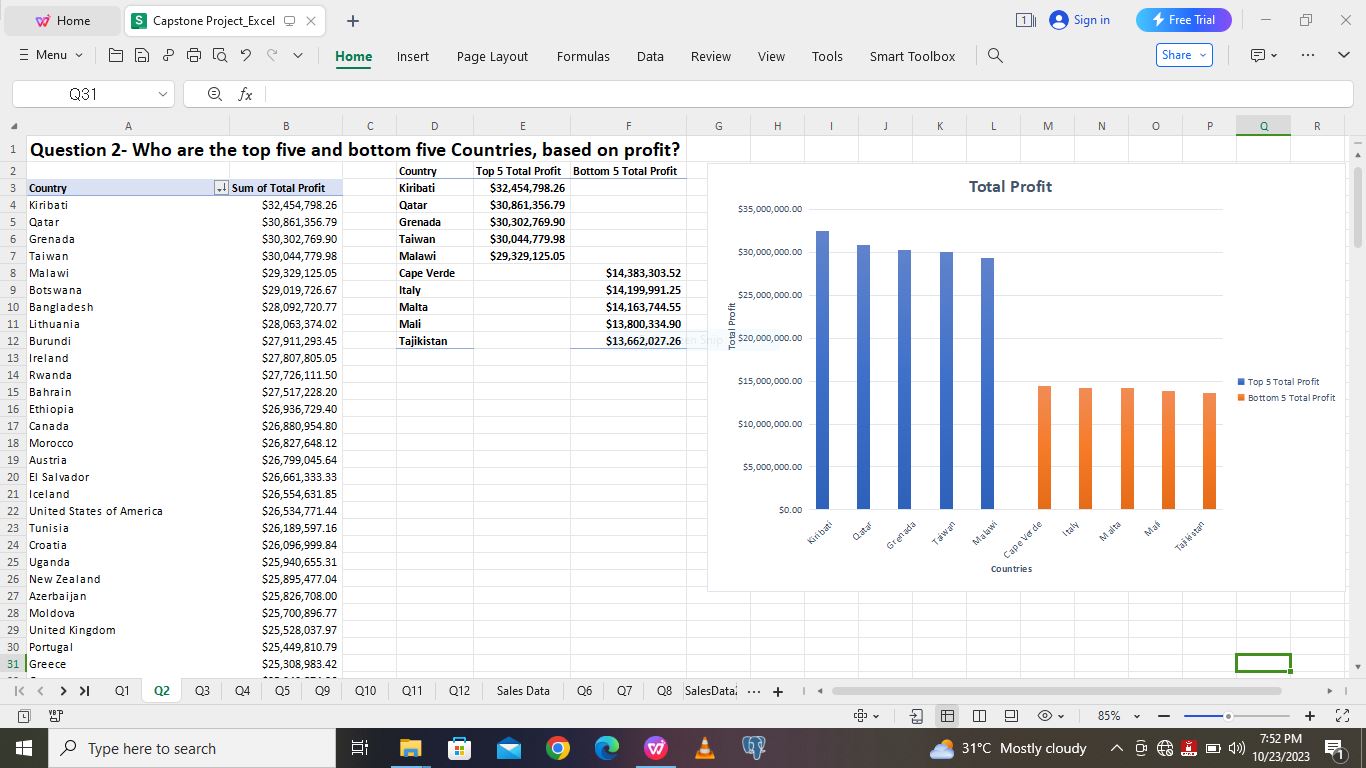 Home
Capstone Project_Excel
1
Sign in
Free Trial
Menu
Home Insert Page Layout Formulas Data Review View Tools Smart Toolbox
Share
Q31
fx
A B C D E F G H I J K L M N O P Q R
1 Question 2- Who are the top five and bottom five Countries, based on profit?
2 Country Top 5 Total Profit Bottom 5 Total Profit
3 Country Sum of Total Profit Kiribati $32,454,798.26
4 Kiribati $32,454,798.26 Qatar $30,861,356.79
5 Qatar $30,861,356.79 Grenada $30,302,769.90
6 Grenada $30,302,769.90 Taiwan $30,044,779.98
7 Taiwan $30,044,779.98 Malawi $29,329,125.05
8 Malawi $29,329,125.05 Cape Verde $14,383,303.52
9 Botswana $29,019,726.67 Italy $14,199,991.25
10 Bangladesh $28,092,720.77 Malta $14,163,744.55
11 Lithuania $28,063,374.02 Mali $13,800,334.90
12 Burundi $27,911,293.45 Tajikistan $13,662,027.26
13 Ireland $27,807,805.05
14 Rwanda $27,726,111.50
15 Bahrain $27,517,228.20
16 Ethiopia $26,936,729.40
17 Canada $26,880,954.80
18 Morocco $26,827,648.12
19 Austria $26,799,045.64
20 El Salvador $26,661,333.33
21 Iceland $26,554,631.85
22 United States of America $26,534,771.44
23 Tunisia $26,189,597.16
24 Croatia $26,096,999.84
25 Uganda $25,940,655.31
26 New Zealand $25,895,477.04
27 Azerbaijan $25,826,708.00
28 Moldova $25,700,896.77
29 United Kingdom $25,528,037.97
30 Portugal $25,449,810.79
31 Greece $25,308,983.42
Total Profit
$35,000,000.00
$30,000,000.00
$25,000,000.00
$20,000,000.00
$15,000,000.00
$10,000,000.00
$5,000,000.00
$0.00
Total Profit
Kiribati Qatar Grenada Taiwan Malawi Cape Verde Italy Malta Mali Tajikistan
Countries
Top 5 Total Profit
Bottom 5 Total Profit
Q1 Q2 Q3 Q4 Q5 Q9 Q10 Q11 Q12 Sales Data Q6 Q7 Q8 SalesData
85%
Type here to search
31°C Mostly cloudy
7:52 PM
10/23/2023
1